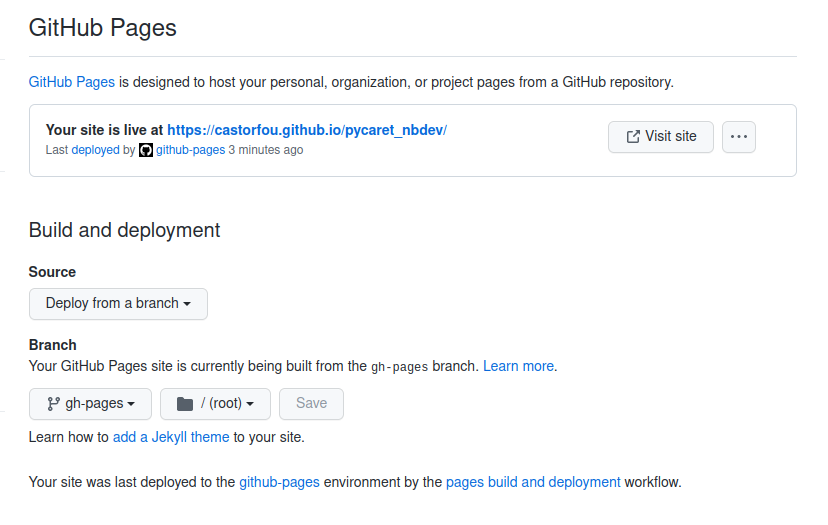 GitHub Pages
GitHub Pages is designed to host your personal, organization, or project pages from a GitHub repository.
Your site is live at https://castorfou.github.io/pycaret_nbdev/
Visit site
Last deployed by github-pages 3 minutes ago
Build and deployment
Source
Deploy from a branch
Branch
Your GitHub Pages site is currently being built from the gh-pages branch. Learn more.
gh-pages
/ (root)
Save
Learn how to add a Jekyll theme to your site.
Your site was last deployed to the github-pages environment by the pages build and deployment workflow.